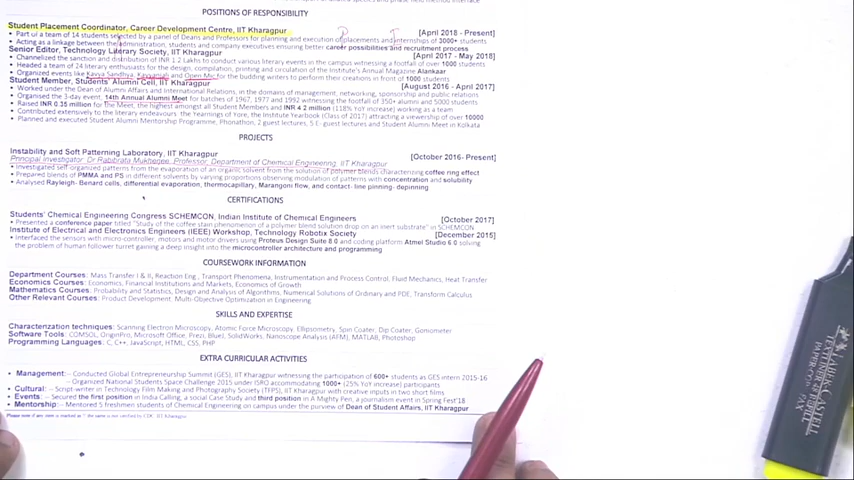 POSITIONS OF RESPONSIBILITY
Student Placement Coordinator, Career Development Centre, IIT Kharagpur [April 2018 - Present]
• Part of a team of 14 students selected by a panel of Deans and Professors for planning and execution of placements and internships of 3000+ students
• Acting as a linkage between the administration, students and company executives ensuring better career possibilities and recruitment process
Senior Editor, Technology Literary Society, IIT Kharagpur [April 2017 - May 2018]
• Channelized the sanction and distribution of INR 1.2 Lakhs to conduct various literary events in the campus witnessing a footfall of over 1000 students
• Headed a team of 24 literary enthusiasts for the design, compilation, printing and circulation of the Institute's Annual Magazine Alankaar
• Organized events like Kavya Sandhya, Kavyanjali and Open Mic for the budding writers to perform their creations in front of 1000 students
Student Member, Students' Alumni Cell, IIT Kharagpur [August 2016 - April 2017]
• Worked under the Dean of Alumni Affairs and International Relations, in the domains of management, networking, sponsorship and public relations
• Organised the 3-day event, 14th Annual Alumni Meet for batches of 1967, 1977 and 1992 witnessing the footfall of 350+ alumni and 5000 students
• Raised INR 0.35 million for the Meet, the highest amongst all Student Members and INR 4.2 million (118% YoY increase) working as a team
• Contributed extensively to the literary endeavours the Yearnings of Yore, the Institute Yearbook (Class of 2017) attracting a viewership of over 10000
• Planned and executed Student Alumni Mentorship Programme, Phonathon, 2 guest lectures, 5 E- guest lectures and Student Alumni Meet in Kolkata
PROJECTS
Instability and Soft Patterning Laboratory, IIT Kharagpur [October 2016- Present]
Principal Investigator: Dr Rabibrata Mukherjee, Professor, Department of Chemical Engineering, IIT Kharagpur
• Investigated self organized patterns from the evaporation of an organic solvent from the solution of polymer blends characterizing coffee ring effect
• Prepared blends of PMMA and PS in different solvents by varying proportions observing modulation of patterns with concentration and solubility
• Analysed Rayleigh- Benard cells, differential evaporation, thermocapillary, Marangoni flow, and contact- line pinning- depinning
CERTIFICATIONS
Students' Chemical Engineering Congress SCHEMCON, Indian Institute of Chemical Engineers [October 2017]
• Presented a conference paper titled "Study of the coffee stain phenomenon of a polymer blend solution drop on an inert substrate" in SCHEMCON
Institute of Electrical and Electronics Engineers (IEEE) Workshop, Technology Robotix Society [December 2015]
• Interfaced the sensors with micro-controller, motors and motor drivers using Proteus Design Suite 8.0 and coding platform Atmel Studio 6.0 solving
the problem of human follower turret gaining a deep insight into the microcontroller architecture and programming
COURSEWORK INFORMATION
Department Courses: Mass Transfer I & II, Reaction Eng., Transport Phenomena, Instrumentation and Process Control, Fluid Mechanics, Heat Transfer
Economics Courses: Economics, Financial Institutions and Markets, Economics of Growth
Mathematics Courses: Probability and Statistics, Design and Analysis of Algorithms, Numerical Solutions of Ordinary and PDE, Transform Calculus
Other Relevant Courses: Product Development, Multi-Objective Optimization in Engineering
SKILLS AND EXPERTISE
Characterization techniques: Scanning Electron Microscopy, Atomic Force Microscopy, Ellipsometry, Spin Coater, Dip Coater, Goniometer
Software Tools: COMSOL, OriginPro, Microsoft Office, Prezi, BlueJ, SolidWorks, Nanoscope Analysis (AFM), MATLAB, Photoshop
Programming Languages: C, C++, JavaScript, HTML, CSS, PHP
EXTRA CURRICULAR ACTIVITIES
• Management: - Conducted Global Entrepreneurship Summit (GES), IIT Kharagpur witnessing the participation of 600+ students as GES intern 2015-16
- Organized National Students Space Challenge 2015 under ISRO accommodating 1000+ (25% YoY increase) participants
• Cultural: - Script-writer in Technology Film Making and Photography Society (TFPS), IIT Kharagpur with creative inputs in two short films
• Events: - Secured the first position in India Calling, a social Case Study and third position in A Mighty Pen, a journalism event in Spring Fest'18
• Mentorship: - Mentored 5 freshmen students of Chemical Engineering on campus under the purview of Dean of Student Affairs, IIT Kharagpur
Please note if any item is marked as * the same is not verified by CDC, IIT Kharagpur
FABER-CASTELL
TEXTLINER
PAPER
FAX